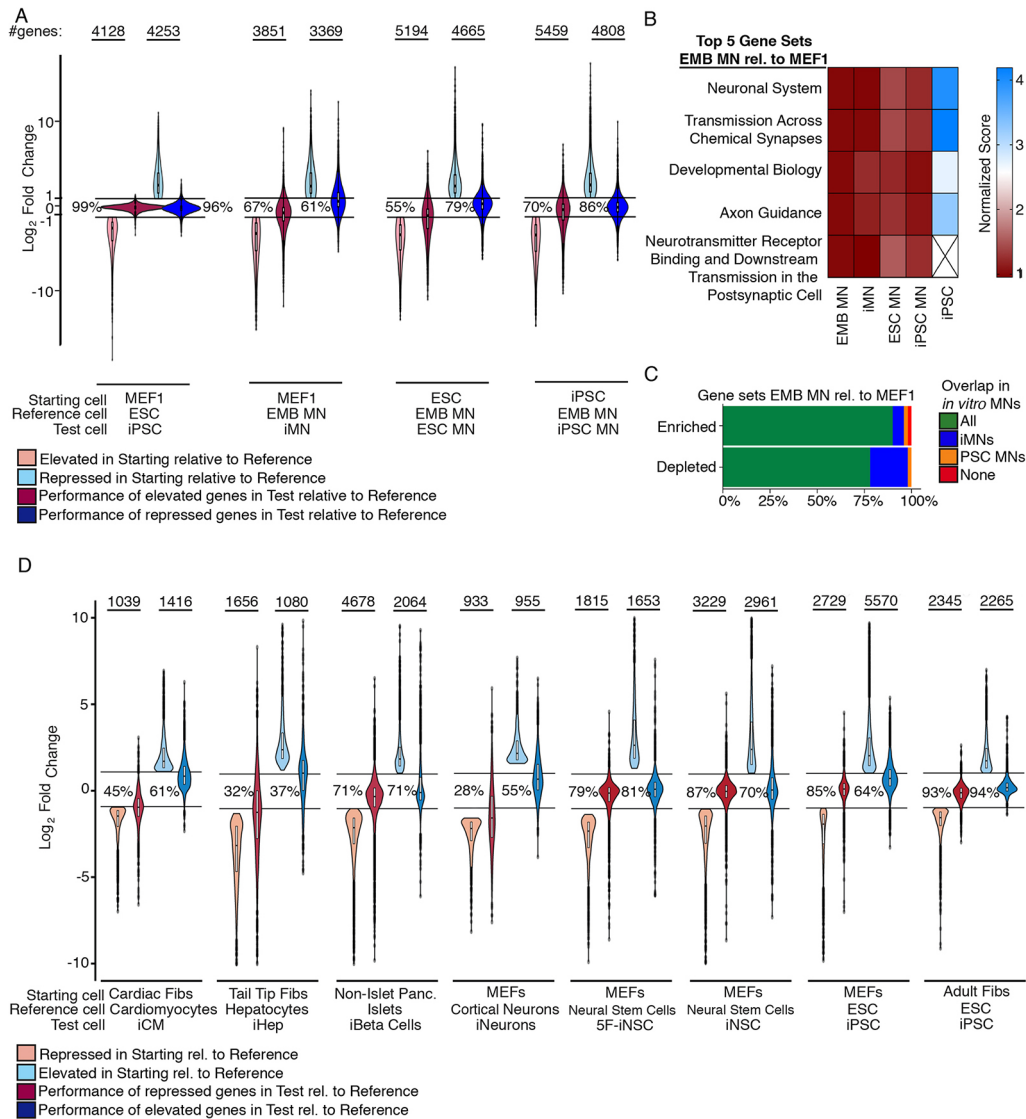 A
#genes: 4128 4253 3851 3369 5194 4665 5459 4808
Log2 Fold Change
10
1
0
-1
-10
99% 96% 67% 61% 55% 79% 70% 86%
Starting cell MEF1 MEF1 ESC iPSC
Reference cell ESC EMB MN EMB MN EMB MN
Test cell iPSC iMN ESC MN iPSC MN
Elevated in Starting relative to Reference
Repressed in Starting relative to Reference
Performance of elevated genes in Test relative to Reference
Performance of repressed genes in Test relative to Reference
B
Top 5 Gene Sets
EMB MN rel. to MEF1
Neuronal System
Transmission Across
Chemical Synapses
Developmental Biology
Axon Guidance
Neurotmitter Receptor
Binding and Downstream
Transmission in the
Postsynaptic Cell
EMB MN
iMN
ESC MN
iPSC MN
iPSC
Normalized Score
4
3
2
1
C
Gene sets EMB MN rel. to MEF1
Enriched
Depleted
0% 25% 50% 75% 100%
Overlap in
in vitro MNs
All
iMNs
PSC MNs
None
D
1039 1416 1656 1080 4678 2064 933 955 1815 1653 3229 2961 2729 5570 2345 2265
Log2 Fold Change
10
5
0
-5
-10
45% 61% 32% 37% 71% 71% 28% 55% 79% 81% 87% 70% 85% 64% 93% 94%
Starting cell Cardiac Fibs Tail Tip Fibs Non-Islet Panc. MEFs MEFs MEFs MEFs Adult Fibs
Reference cell Cardiomyocytes Hepatocytes Islets Cortical Neurons Neural Stem Cells Neural Stem Cells ESC ESC
Test cell iCM iHep iBeta Cells iNeurons 5F-iNSC iNSC iPSC iPSC
Repressed in Starting rel. to Reference
Elevated in Starting rel. to Reference
Performance of repressed genes in Test rel. to Reference
Performance of elevated genes in Test rel. to Reference